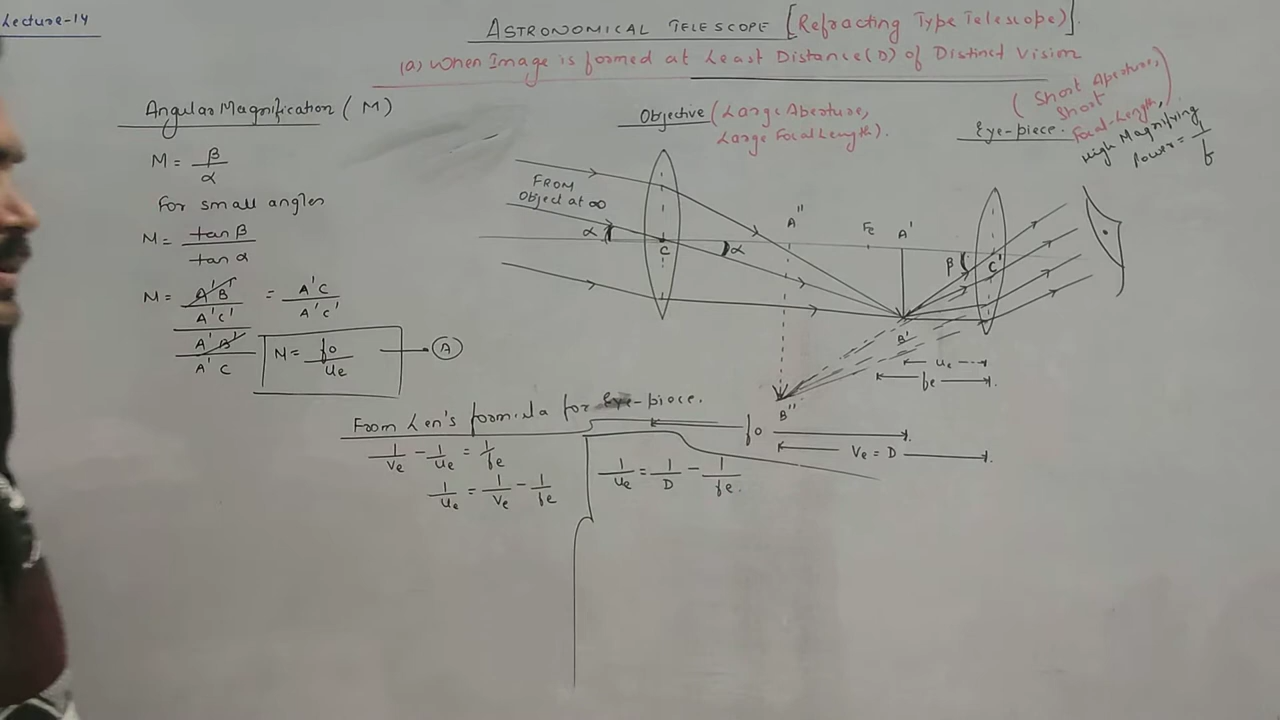 Lecture-14
ASTRONOMICAL TELESCOPE [Refracting Type Telescope)].
(a) When Image is formed at Least Distance(D) of Distinct Vision
Angular Magnification (M)
M = β/α
For small angles
M = tan β / tan α
M = A'B'/A'C' / A'B'/A'C = A'C/A'C'
M = fo/ue → (A)
Objective (Large Aperture,
Large Focal Length).
Eye-piece. (Short Aperture,
Short
Focal-Length,
High Magnifying
Power = 1/f
FROM
Object at ∞
α
C
α
A"
Fe
A'
β
C'
B'
ue
fe
B"
fo
Ve = D
From Len's formula for Eye-piece.
1/Ve - 1/ue = 1/fe
1/ue = 1/Ve - 1/fe
1/ue = 1/D - 1/fe.